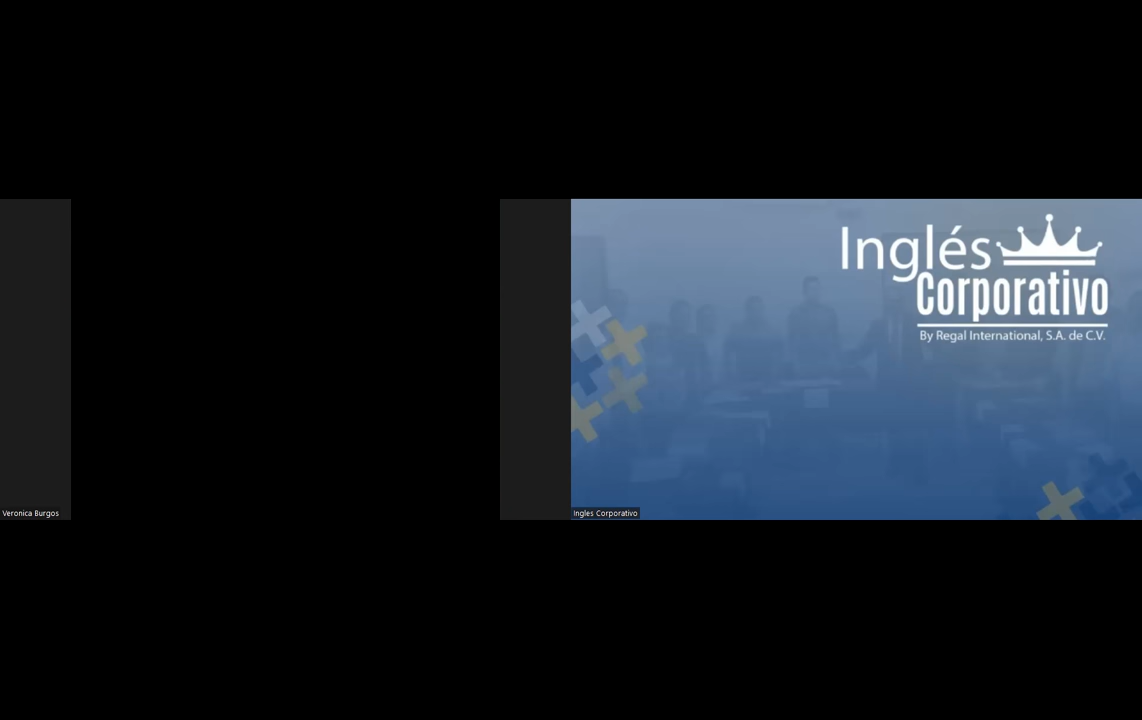 Inglés
Corporativo
By Regal International, S.A. de C.V.
Veronica Burgos
Ingles Corporativo